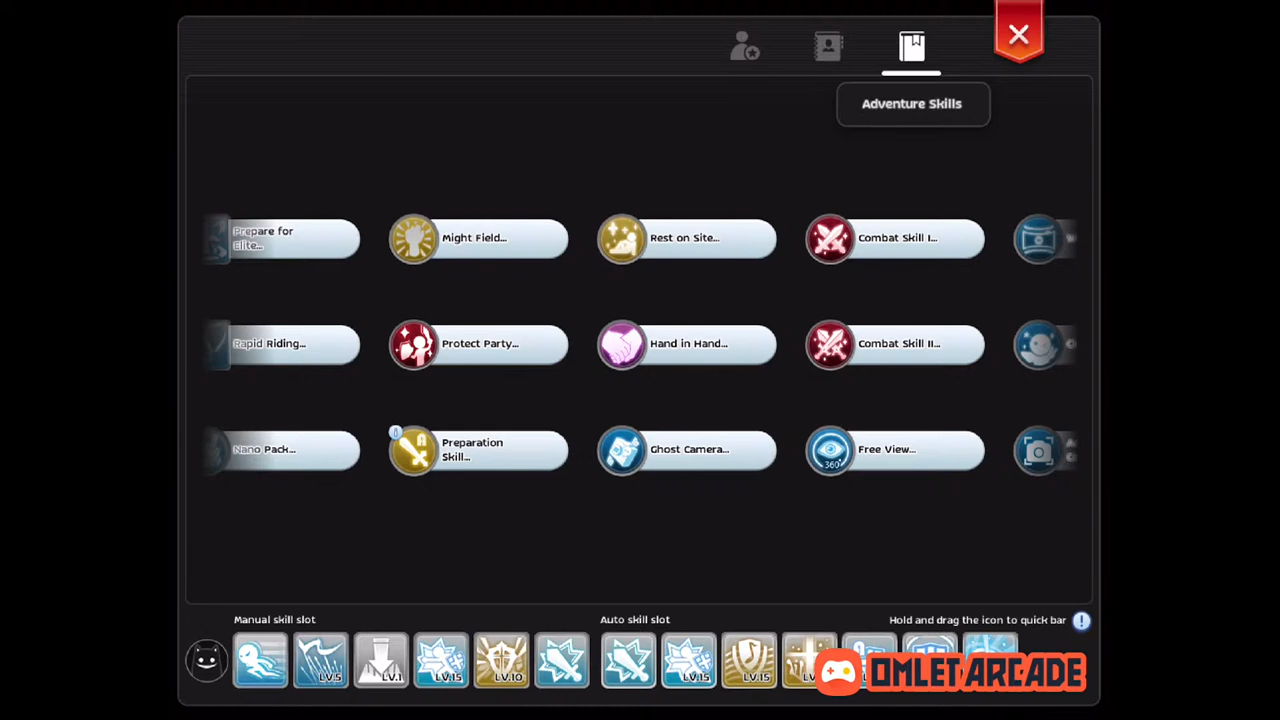 Adventure Skills
Prepare for
Elite...
Might Field...
Rest on Site...
Combat Skill I...
Rapid Riding...
Protect Party...
Hand in Hand...
Combat Skill II...
Nano Pack...
Preparation
Skill...
Ghost Camera...
Free View...
360°
Manual skill slot
Auto skill slot
Hold and drag the icon to quick bar
LV.5
LV.1
LV.15
LV.10
LV.15
LV.15
OMLET ARCADE